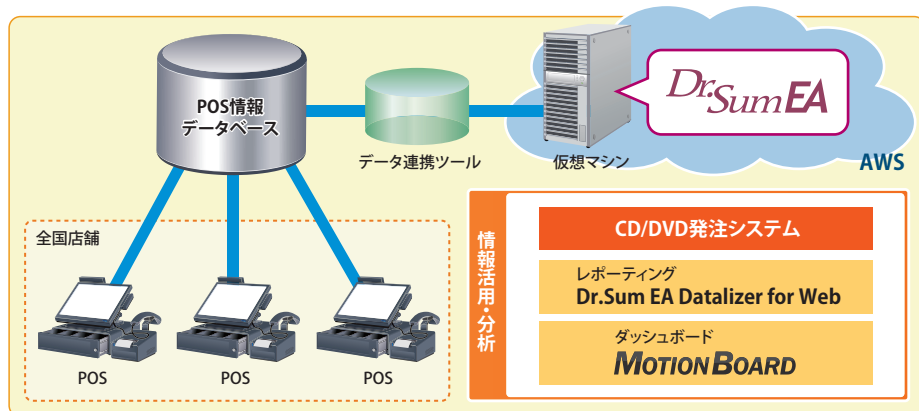 POS情報
データベース
データ連携ツール
仮想マシン
Dr.Sum EA
AWS
全国店舗
POS
POS
POS
情報活用・分析
CD/DVD発注システム
レポーティング
Dr.Sum EA Datalizer for Web
ダッシュボード
MOTIONBOARD